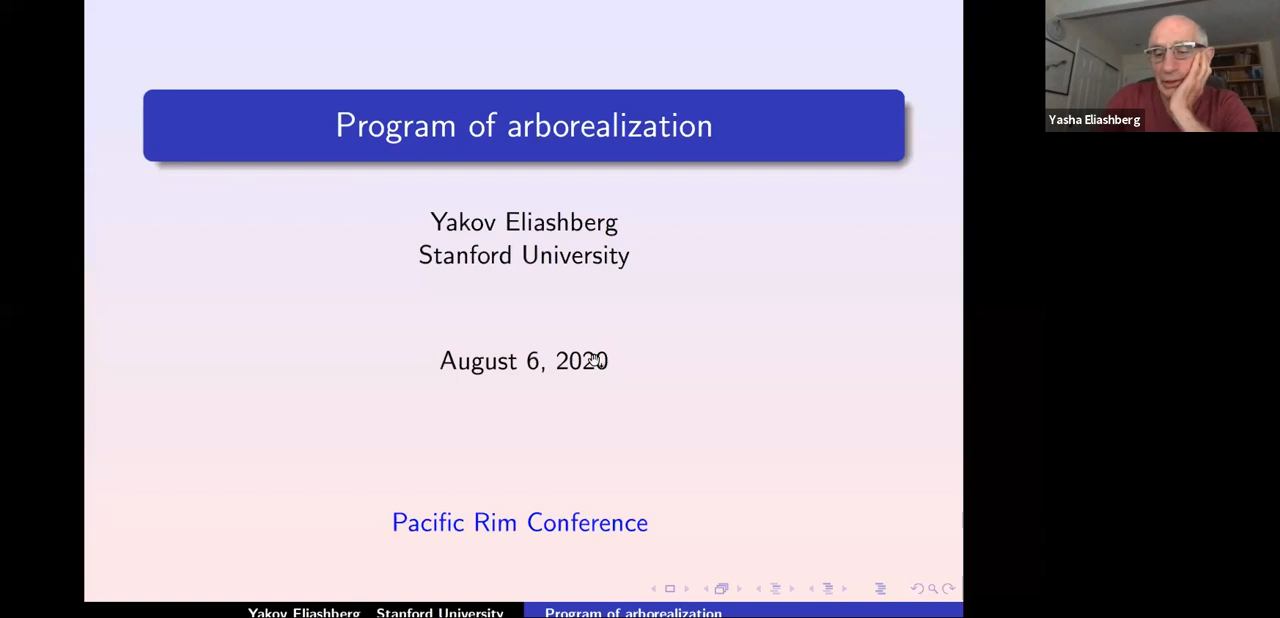 Program of arborealization
Yakov Eliashberg
Stanford University
August 6, 2020
Pacific Rim Conference
Yakov Eliashberg Stanford University
Program of arborealization
Yasha Eliashberg